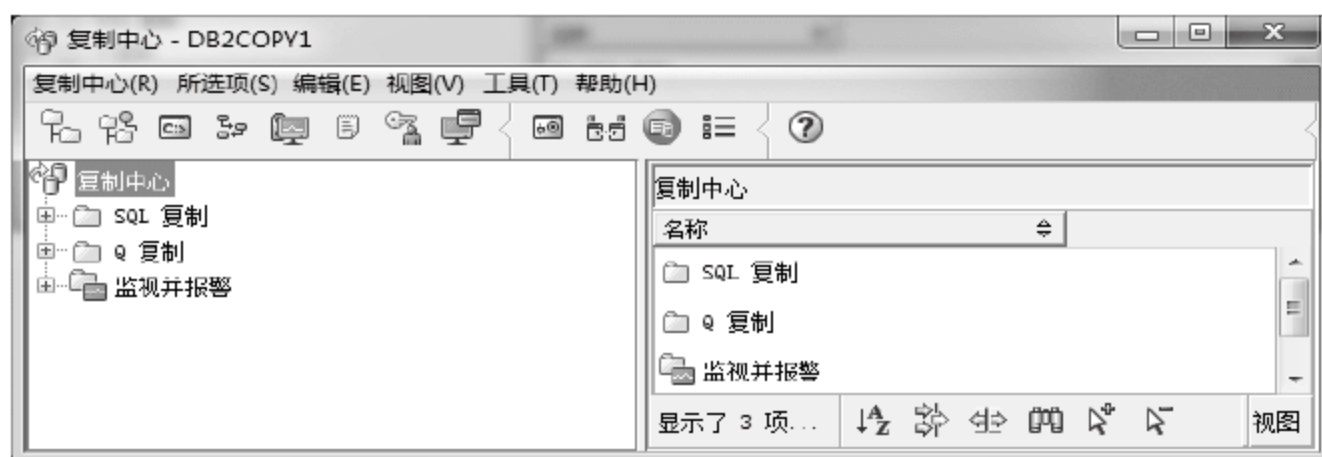 复制中心 - DB2COPY1
复制中心(R) 所选项(S) 编辑(E) 视图(V) 工具(T) 帮助(H)
复制中心
SQL 复制
Q 复制
监视并报警
复制中心
名称
SQL 复制
Q 复制
监视并报警
显示了 3 项...
视图